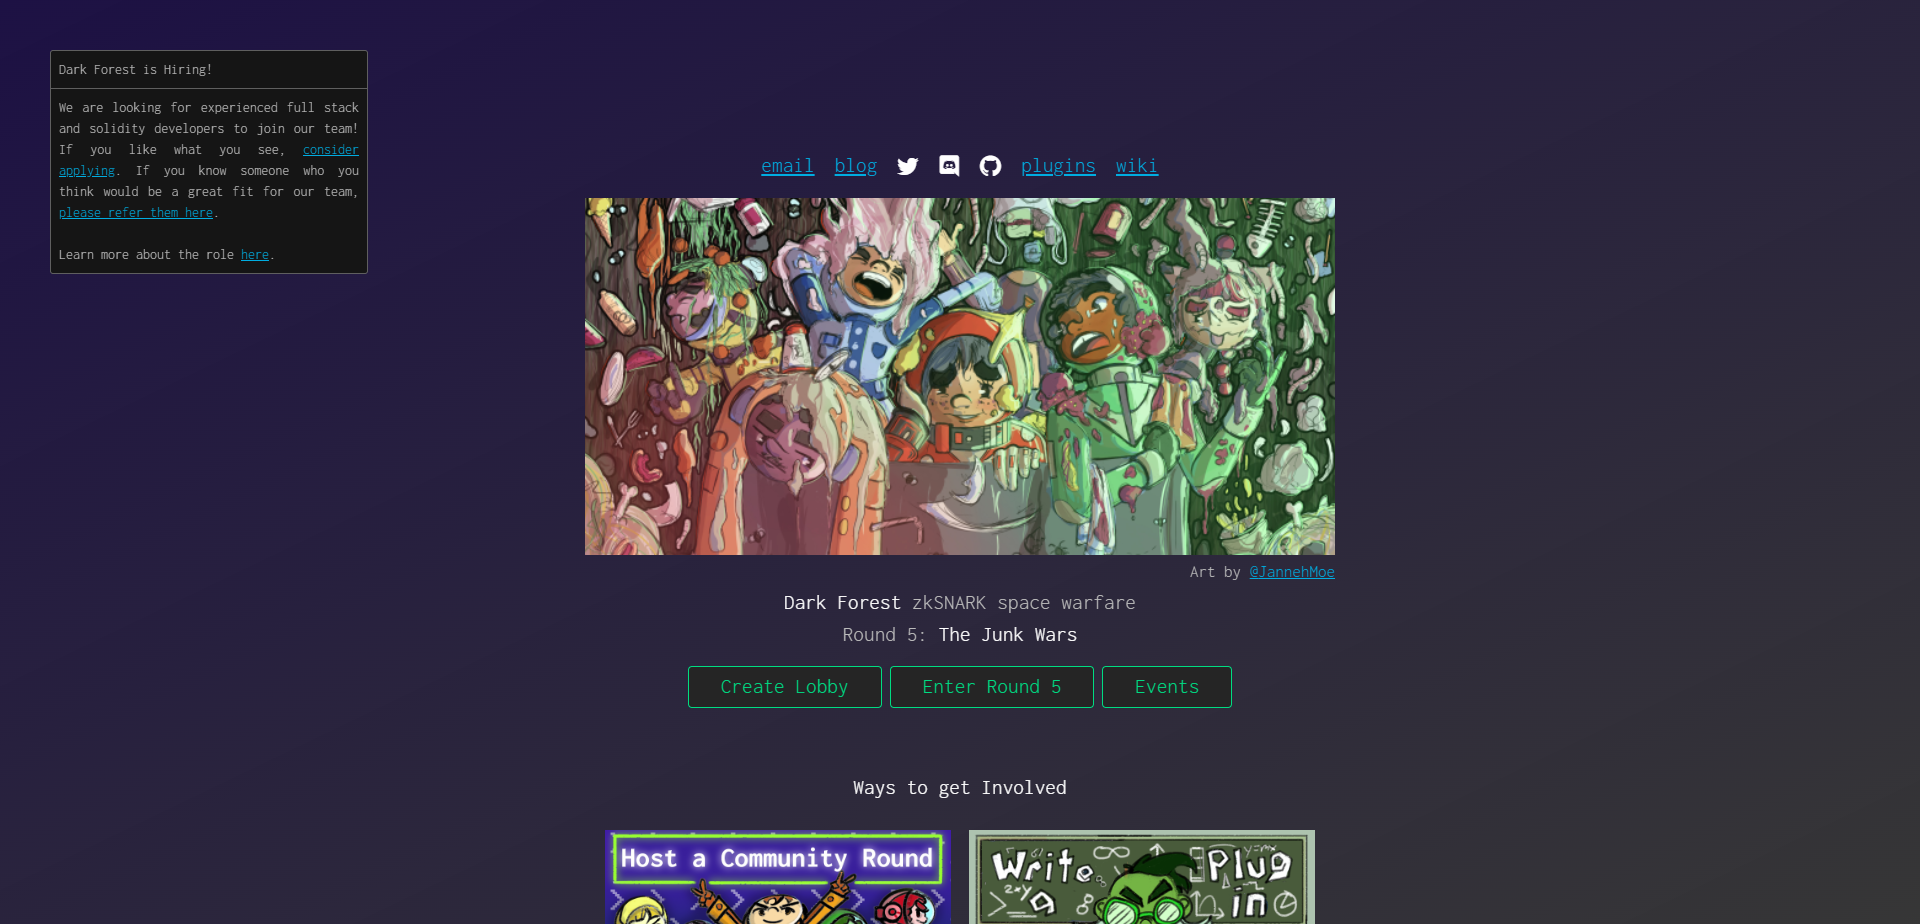 Dark Forest is Hiring!
We are looking for experienced full stack
and solidity developers to join our team!
If you like what you see, consider
applying. If you know someone who you
think would be a great fit for our team,
please refer them here.
Learn more about the role here.
email blog plugins wiki
Art by @JannehMoe
Dark Forest zkSNARK space warfare
Round 5: The Junk Wars
Create Lobby Enter Round 5 Events
Ways to get Involved
Host a Community Round
Write a Plug in